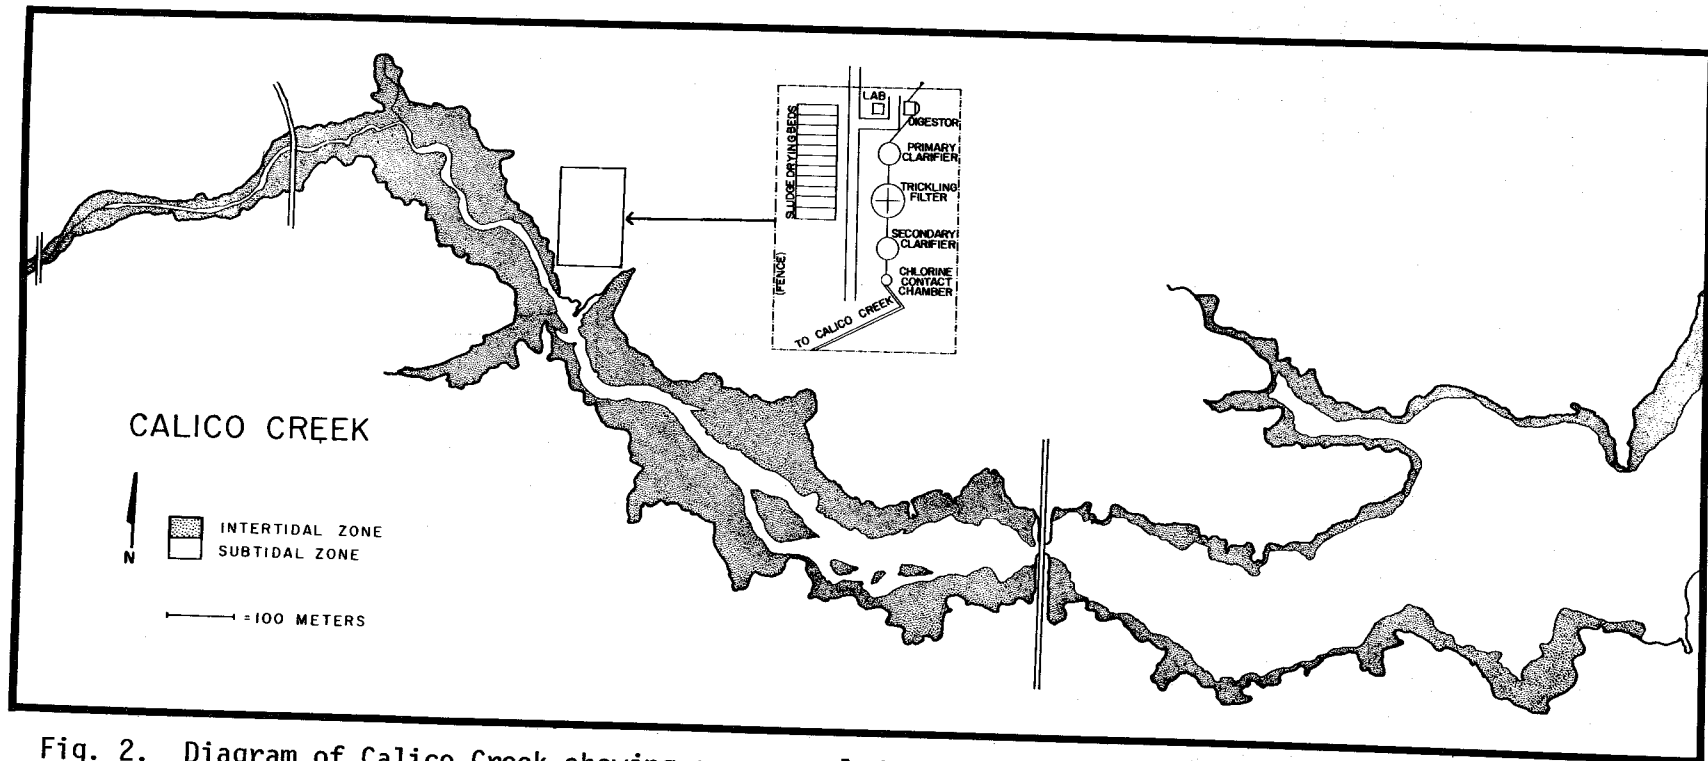 LAB
DIGESTOR
PRIMARY
CLARIFIER
TRICKLING
FILTER
SECONDARY
CLARIFIER
CHLORINE
CONTACT
CHAMBER
SLUDGE DRYING BEDS
(FENCE)
TO CALICO CREEK
CALICO CREEK
N
INTERTIDAL ZONE
SUBTIDAL ZONE
=100 METERS
Fig. 2. Diagram of Calico Creek showing